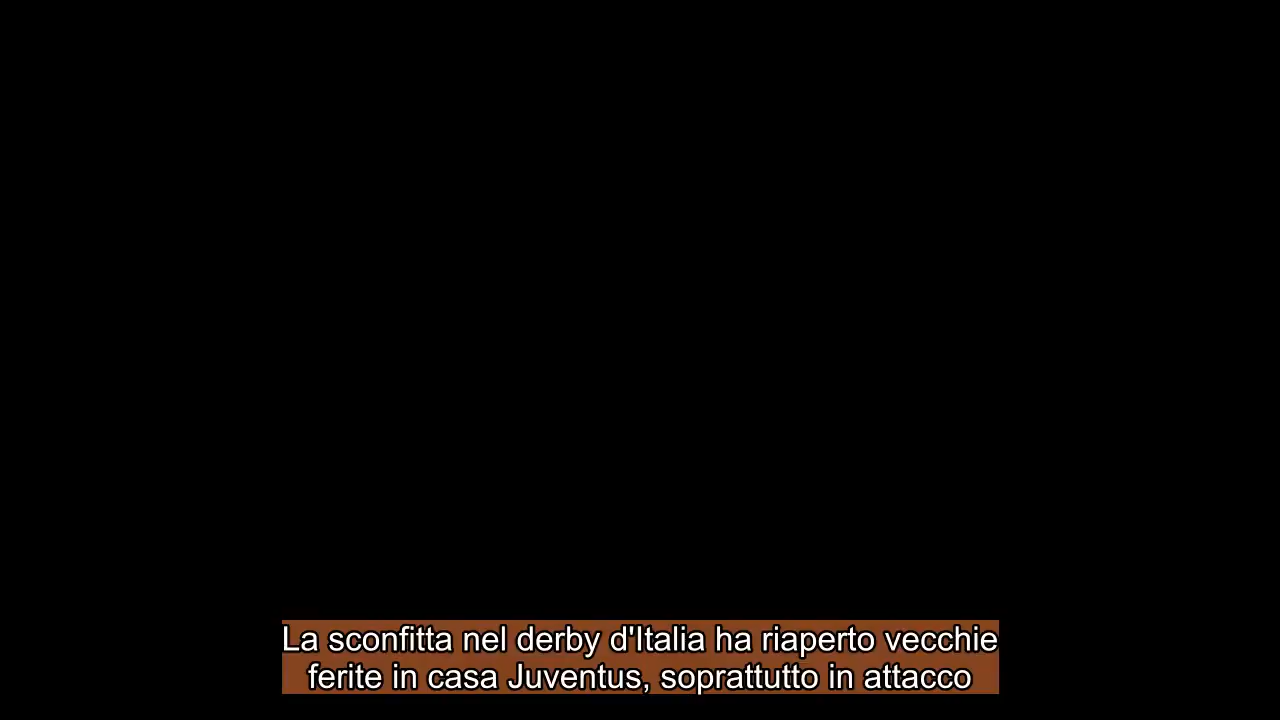 La sconfitta nel derby d'Italia ha riaperto vecchie
ferite in casa Juventus, soprattutto in attacco